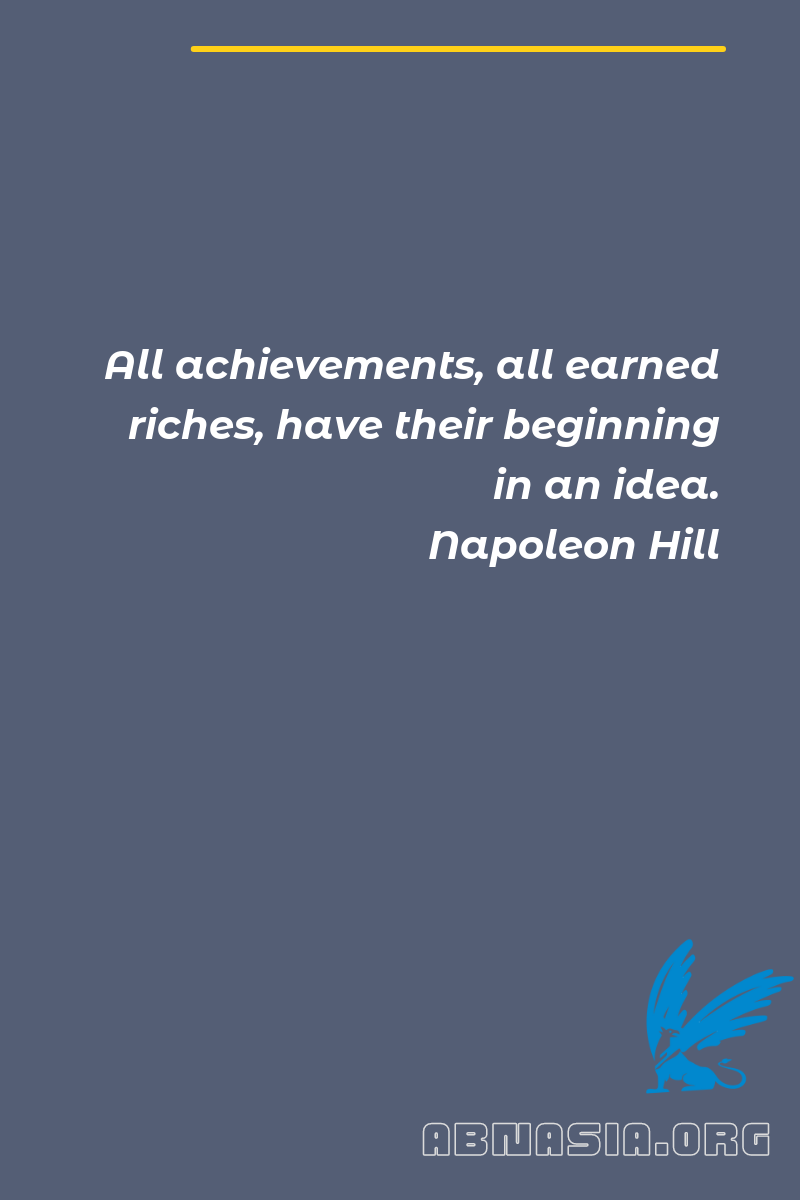 All achievements, all earned
riches, have their beginning
in an idea.
Napoleon Hill
ABNASIA.ORG